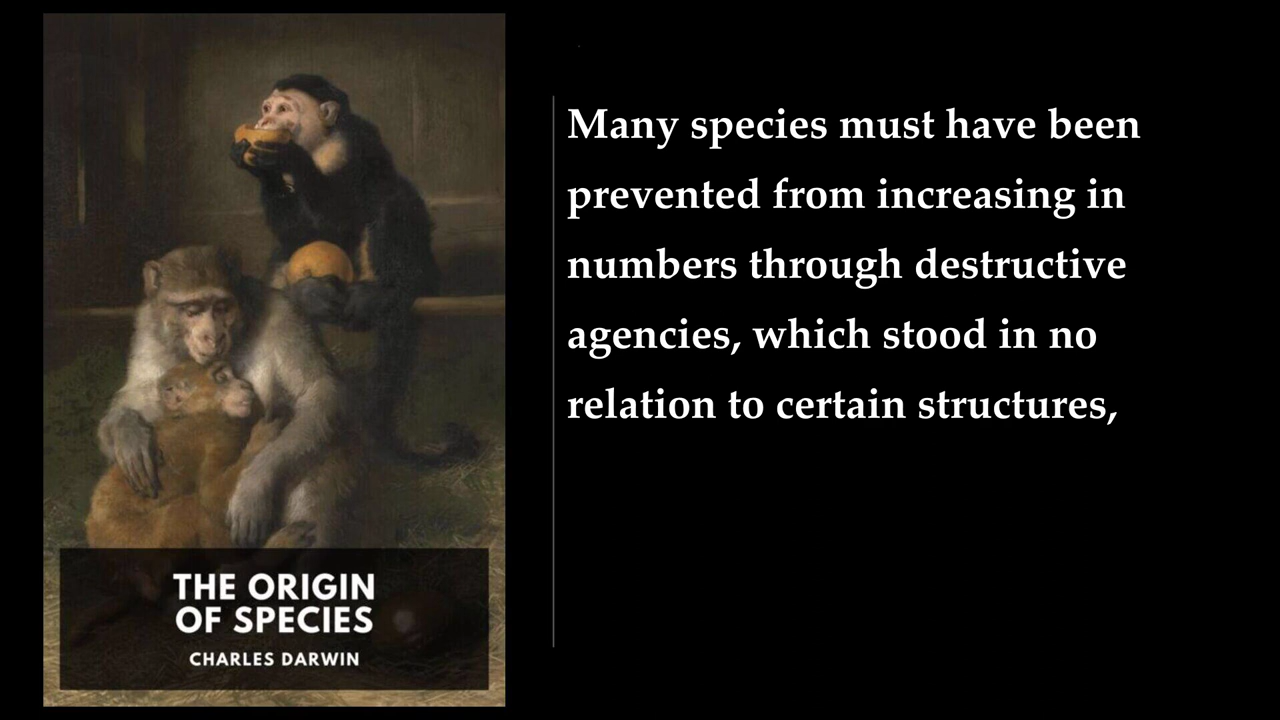 Many species must have been
prevented from increasing in
numbers through destructive
agencies, which stood in no
relation to certain structures,
THE ORIGIN
OF SPECIES
CHARLES DARWIN